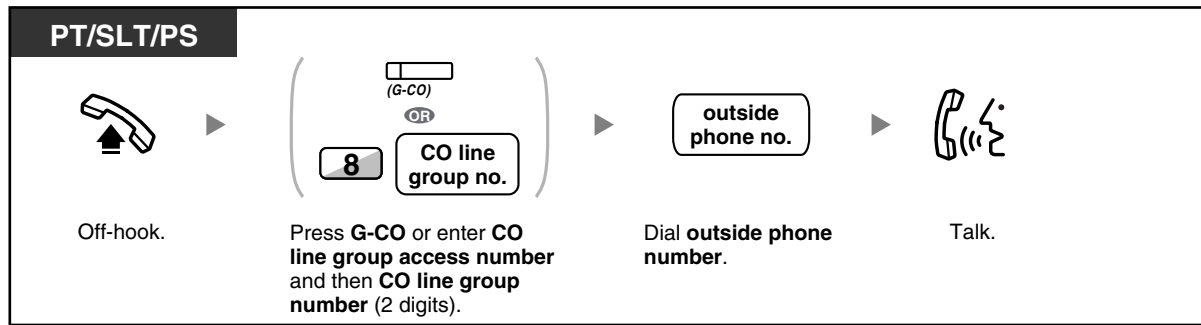 PT/SLT/PS
(G-CO)
OR
8
CO line
group no.
outside
phone no.
Off-hook.
Press G-CO or enter CO
line group access number
and then CO line group
number (2 digits).
Dial outside phone
number.
Talk.